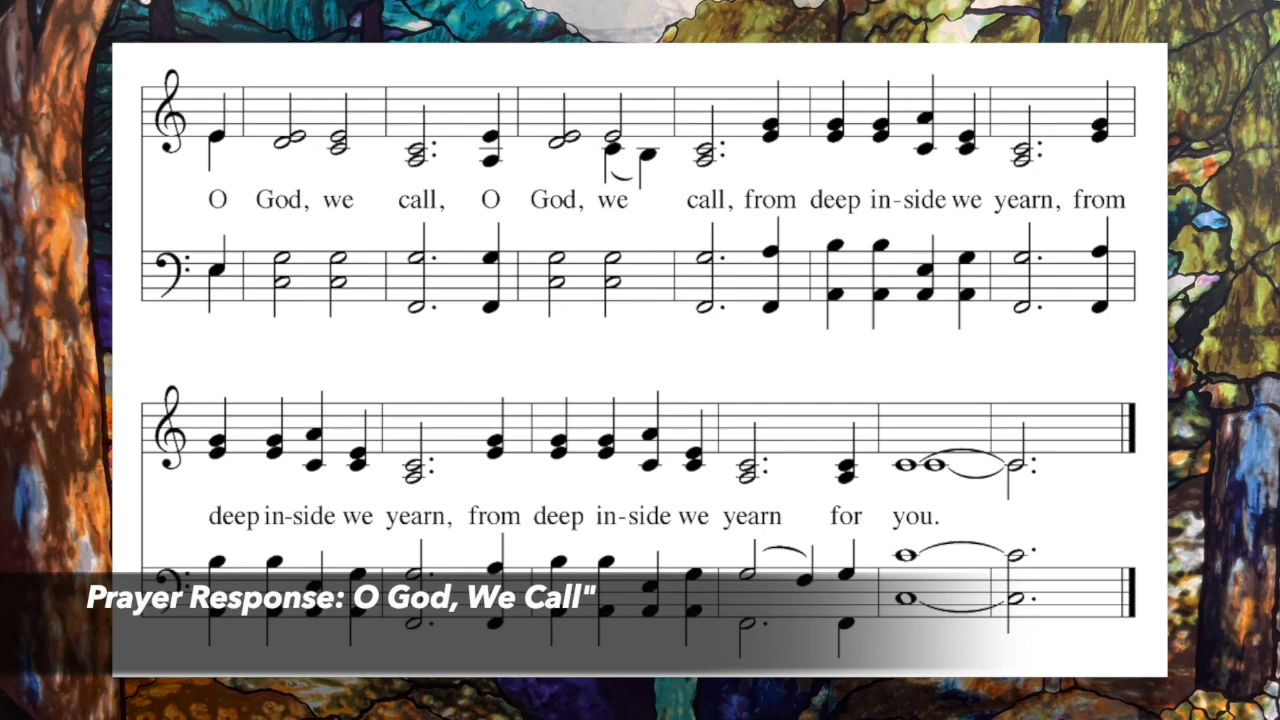 O God, we call, O God, we call, from deep in-side we yearn, from
deep in-side we yearn, from deep in-side we yearn for you.
Prayer Response: O God, We Call"